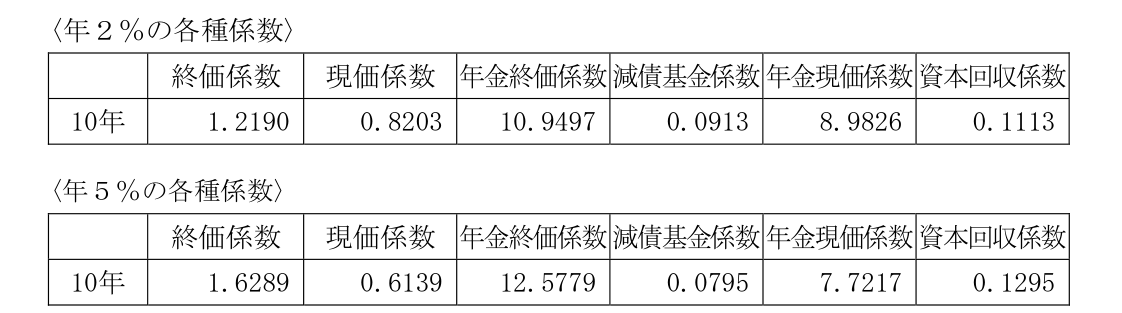 〈年２％の各種係数〉
終価係数 現価係数 年金終価係数 減債基金係数 年金現価係数 資本回収係数
10年 1.2190 0.8203 10.9497 0.0913 8.9826 0.1113
〈年５％の各種係数〉
終価係数 現価係数 年金終価係数 減債基金係数 年金現価係数 資本回収係数
10年 1.6289 0.6139 12.5779 0.0795 7.7217 0.1295